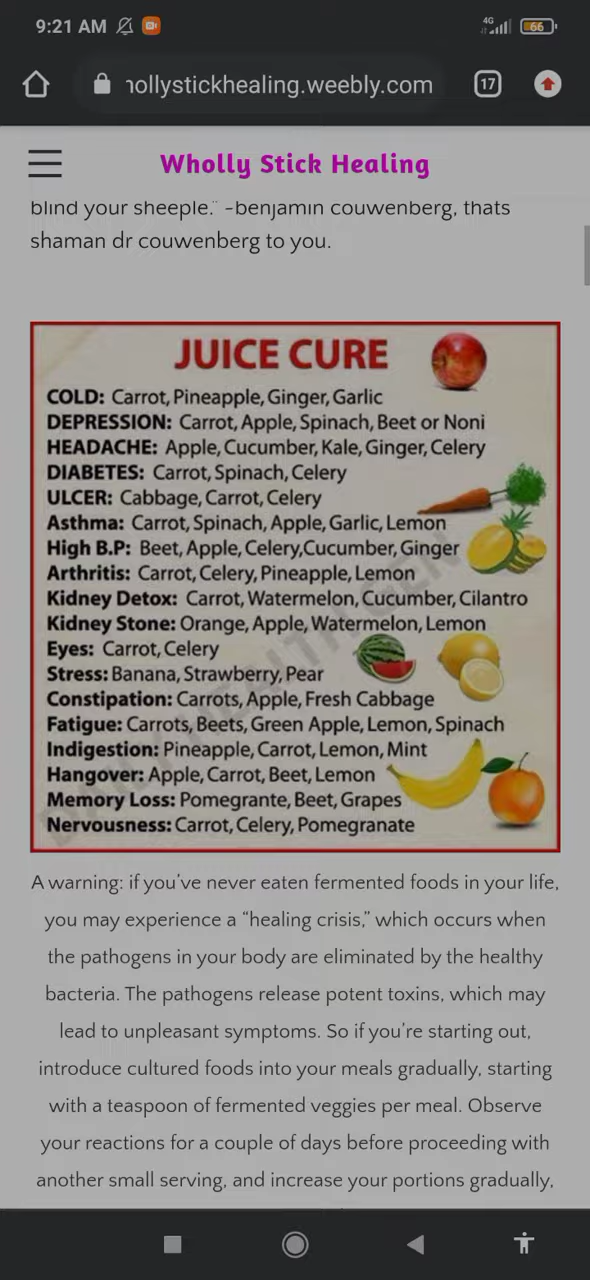 9:21 AM
4G
66
hollystickhealing.weebly.com
17
Wholly Stick Healing
blind your sheeple." -benjamin couwenberg, thats
shaman dr couwenberg to you.
JUICE CURE
COLD: Carrot, Pineapple, Ginger, Garlic
DEPRESSION: Carrot, Apple, Spinach, Beet or Noni
HEADACHE: Apple, Cucumber, Kale, Ginger, Celery
DIABETES: Carrot, Spinach, Celery
ULCER: Cabbage, Carrot, Celery
Asthma: Carrot, Spinach, Apple, Garlic, Lemon
High B.P: Beet, Apple, Celery,Cucumber, Ginger
Arthritis: Carrot, Celery, Pineapple, Lemon
Kidney Detox: Carrot, Watermelon, Cucumber, Cilantro
Kidney Stone: Orange, Apple, Watermelon, Lemon
Eyes: Carrot, Celery
Stress: Banana, Strawberry, Pear
Constipation: Carrots, Apple, Fresh Cabbage
Fatigue: Carrots, Beets, Green Apple, Lemon, Spinach
Indigestion: Pineapple, Carrot, Lemon, Mint
Hangover: Apple, Carrot, Beet, Lemon
Memory Loss: Pomegrante, Beet, Grapes
Nervousness: Carrot, Celery, Pomegranate
A warning: if you've never eaten fermented foods in your life,
you may experience a "healing crisis," which occurs when
the pathogens in your body are eliminated by the healthy
bacteria. The pathogens release potent toxins, which may
lead to unpleasant symptoms. So if you're starting out,
introduce cultured foods into your meals gradually, starting
with a teaspoon of fermented veggies per meal. Observe
your reactions for a couple of days before proceeding with
another small serving, and increase your portions gradually,